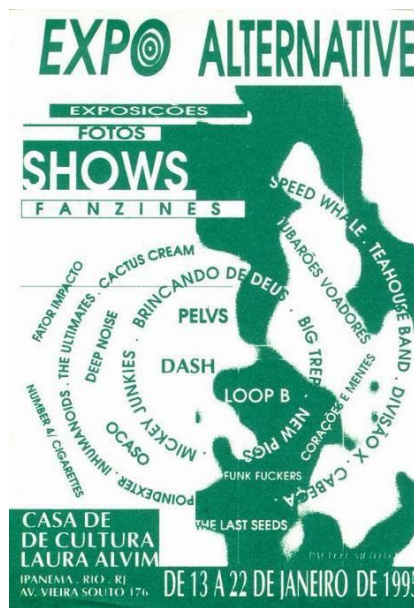 EXPO ALTERNATIVE
EXPOSIÇÕES
FOTOS
SHOWS
FANZINES
SPEED WHALE . TEAHOUSE BAND . DIVISÃO X . CABEÇA
TUBARÕES VOADORES
FATOR IMPACTO
POINDEXTER . INHUMANOIDS . THE ULTIMATES . CACTUS CREAM
DEEP NOISE
MICKEY JUNKIES . BRINCANDO DE DEUS . BIG TREP . NEW PIGS
PELVS
DASH
LOOP B
CORAÇÕES E MENTES
NUMBER 4/ CIGARETTES
OCASO
FUNK FUCKERS
THE LAST SEEDS
CASA DE
DE CULTURA
LAURA ALVIM
IPANEMA . RIO . RJ
AV. VIEIRA SOUTO 176
DE 13 A 22 DE JANEIRO DE 1995